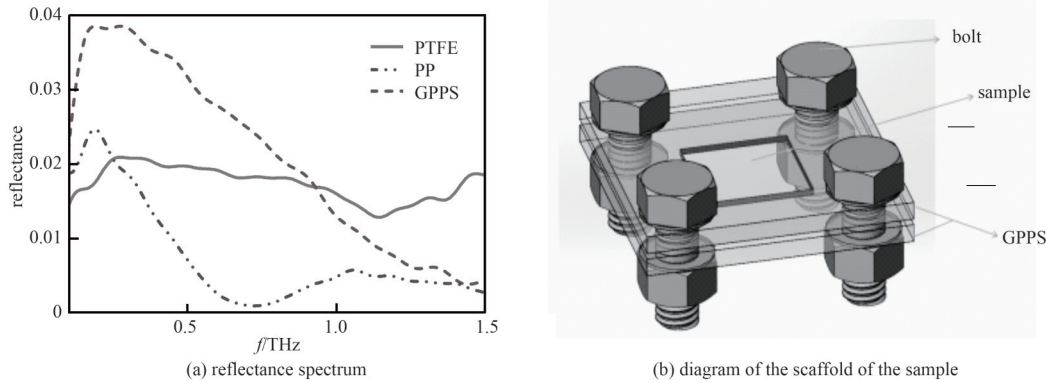 0.04
0.03
0.02
0.01
0
reflectance
PTFE
PP
GPPS
0.5
1.0
1.5
f/THz
(a) reflectance spectrum
bolt
sample
GPPS
(b) diagram of the scaffold of the sample